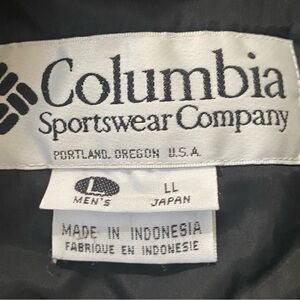 Columbia
Sportswear Company
PORTLAND, OREGON U.S.A.
L LL
MEN'S JAPAN
MADE IN INDONESIA
FABRIQUE EN INDONESIE